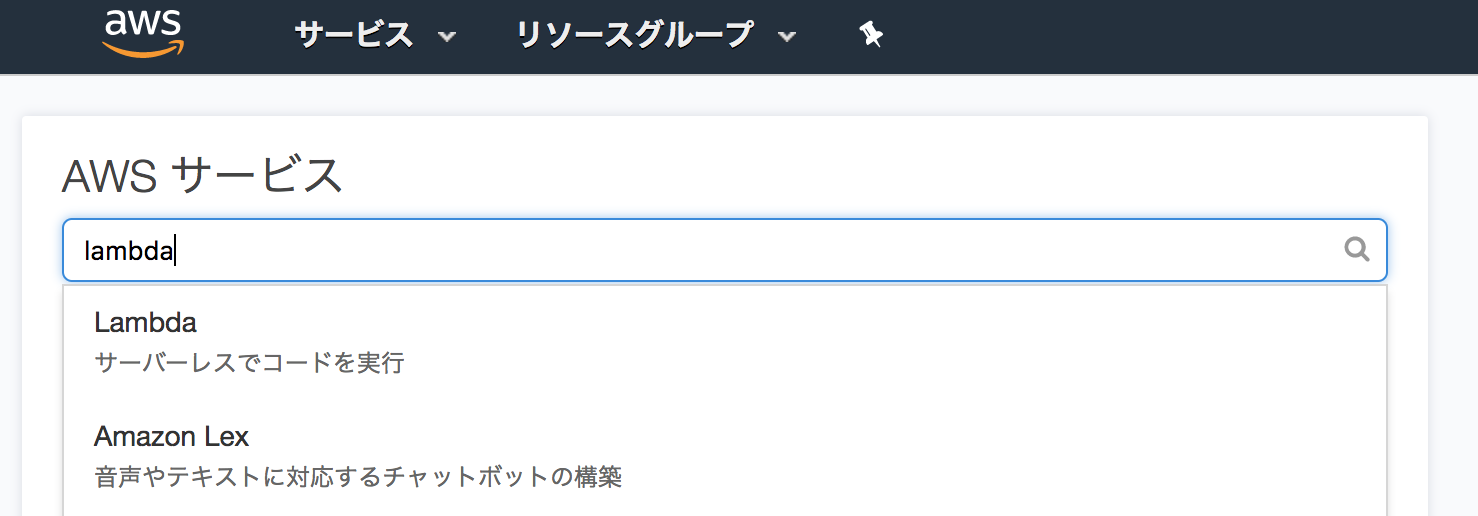 aws サービス リソースグループ
AWS サービス
lambda
Lambda
サーバーレスでコードを実行
Amazon Lex
音声やテキストに対応するチャットボットの構築